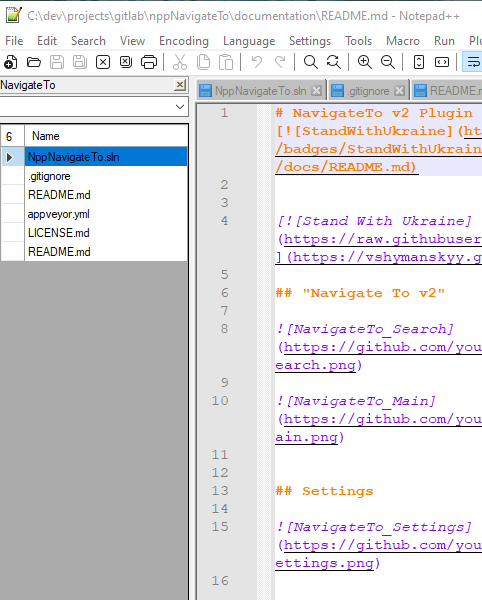 C:\dev\projects\gitlab\nppNavigateTo\documentation\README.md - Notepad++
File Edit Search View Encoding Language Settings Tools Macro Run Plu
NavigateTo
6 Name
NppNavigateTo.sln
.gitignore
README.md
appveyor.yml
LICENSE.md
README.md
NppNavigateTo.sln .gitignore README.m
1 # NavigateTo v2 Plugin
[![StandWithUkraine](ht
/badges/StandWithUkrain
/docs/README.md)
2
3
4 [![Stand With Ukraine]
(https://raw.githubuser
](https://vshymanskyy.g
5
6 ## "Navigate To v2"
7
8 ![NavigateTo_Search]
(https://github.com/you
earch.png)
9
10 ![NavigateTo_Main]
(https://github.com/you
ain.png)
11
12
13 ## Settings
14
15 ![NavigateTo_Settings]
(https://github.com/you
ettings.png)
16